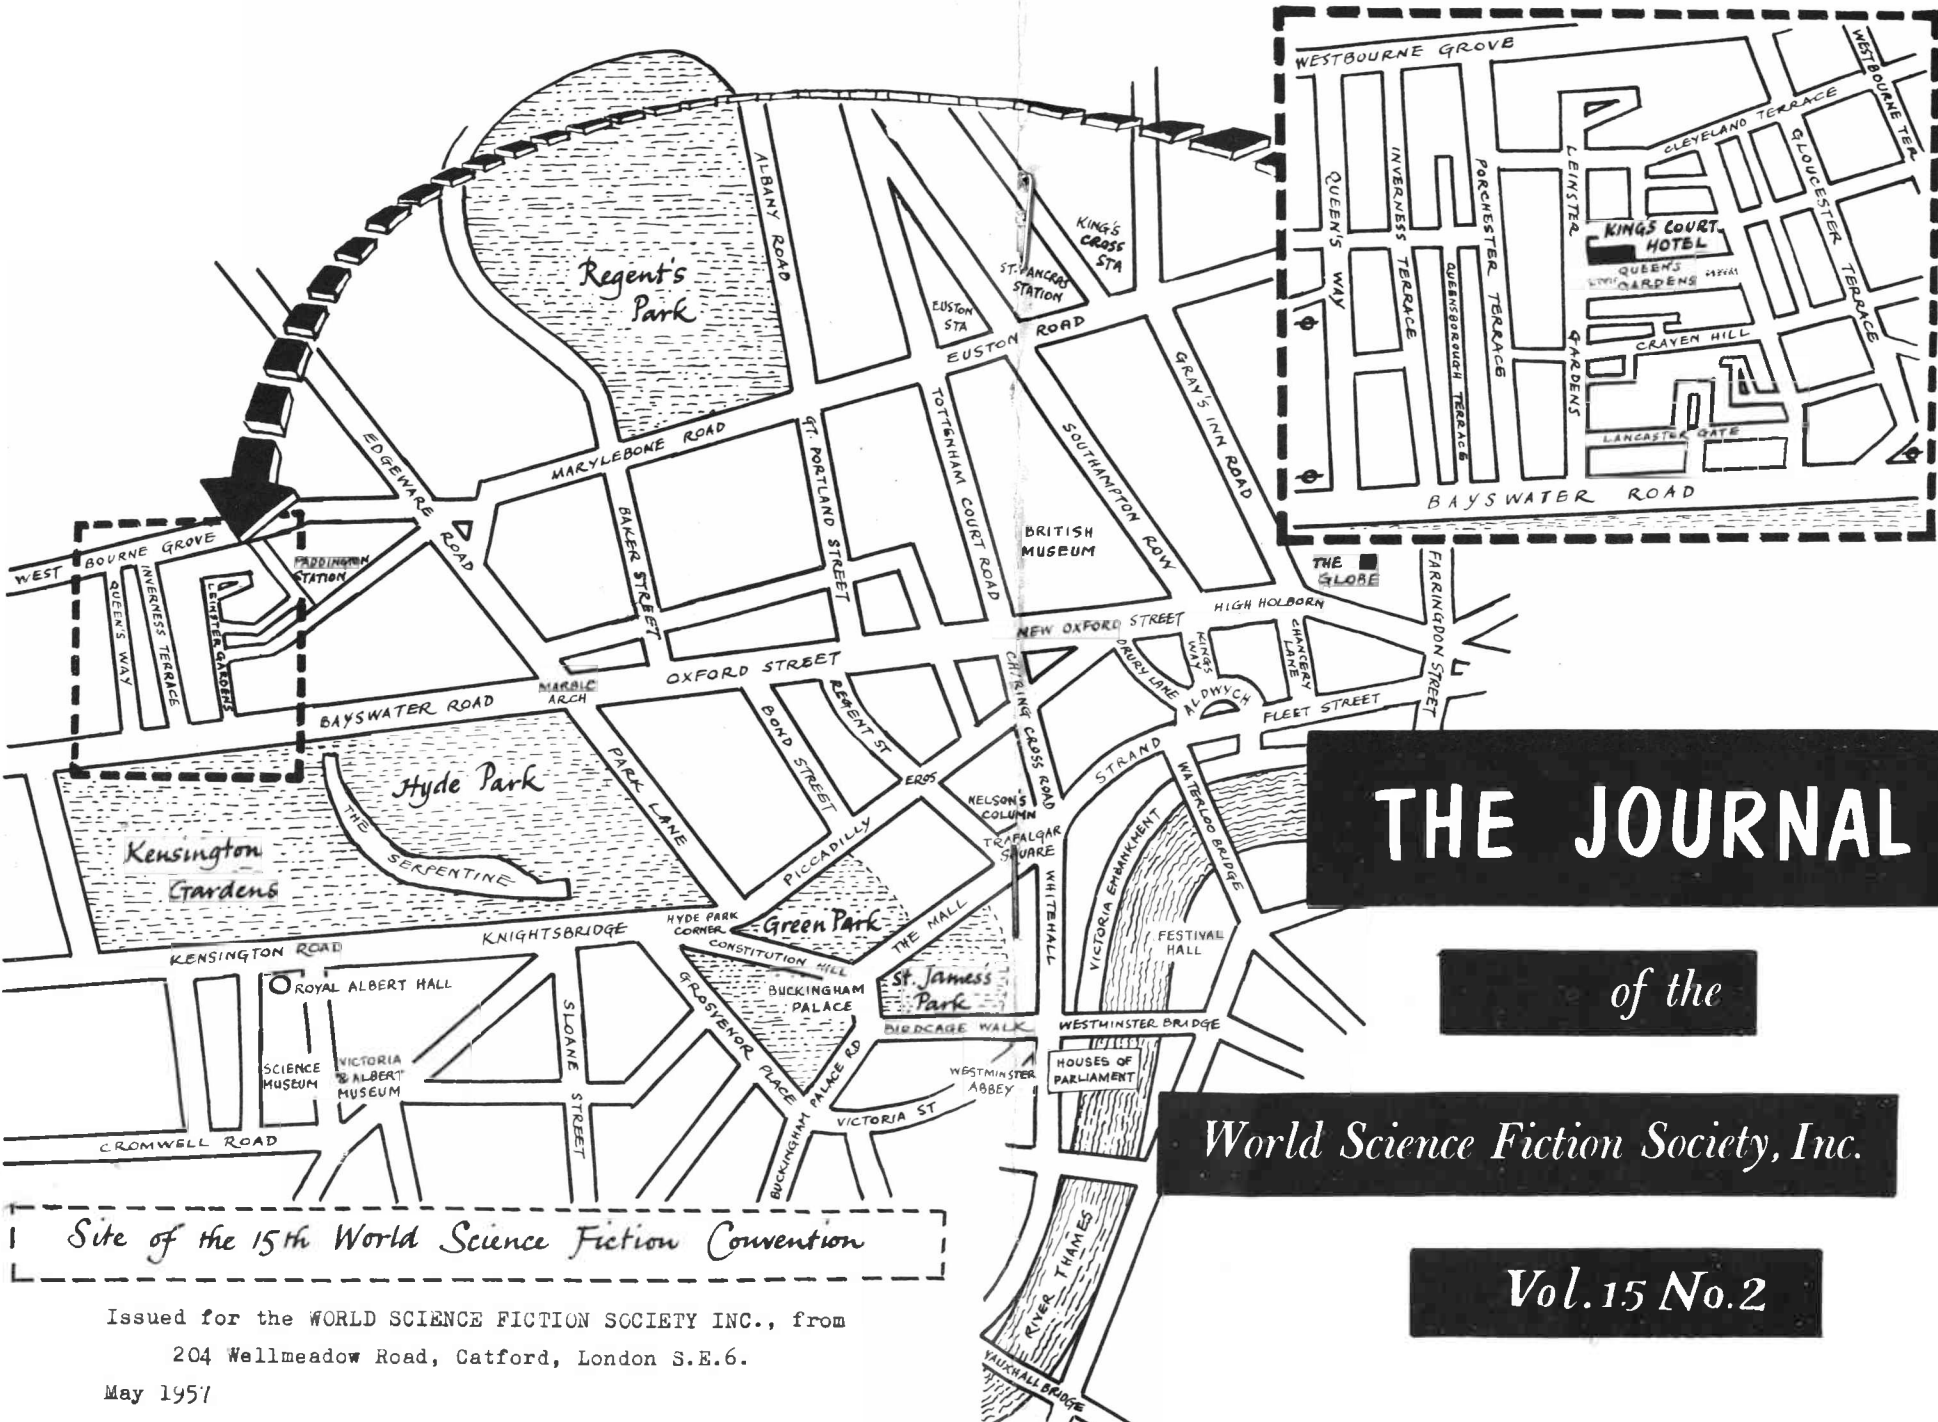 WESTBOURNE GROVE
WESTBOURNE TER
CLEVELAND TERRACE
GLOUCESTER TERRACE
QUEEN'S WAY
INVERNESS TERRACE
QUEENSBOROUGH TERRACE
PORCHESTER TERRACE
LEINSTER GARDENS
KINGS COURT
HOTEL
QUEEN'S
GARDENS
CRAVEN HILL
LANCASTER GATE
BAYSWATER ROAD
Regent's
Park
ALBANY ROAD
KING'S
CROSS
STA
ST. PANCRAS
STATION
EUSTON
STA
EUSTON ROAD
GRAY'S INN ROAD
SOUTHAMPTON ROW
TOTTENHAM COURT ROAD
GT. PORTLAND STREET
MARYLEBONE ROAD
BAKER STREET
EDGEWARE ROAD
WEST BOURNE GROVE
PADDINGTON
STATION
QUEEN'S WAY
INVERNESS TERRACE
LEINSTER GARDENS
BRITISH
MUSEUM
THE
GLOBE
FARRINGDON STREET
HIGH HOLBORN
NEW OXFORD STREET
DRURY LANE
KINGS
WAY
CHANCERY
LANE
ALDWYCH
FLEET STREET
OXFORD STREET
MARBLE
ARCH
BAYSWATER ROAD
BOND STREET
REGENT ST
CHARING CROSS ROAD
STRAND
WATERLOO BRIDGE
EROS
NELSON'S
COLUMN
TRAFALGAR
SQUARE
PICCADILLY
PARK LANE
Hyde Park
THE SERPENTINE
Kensington
Gardens
VICTORIA EMBANKMENT
WHITEHALL
FESTIVAL
HALL
THE MALL
Green Park
HYDE PARK
CORNER
CONSTITUTION HILL
KNIGHTSBRIDGE
KENSINGTON ROAD
ROYAL ALBERT HALL
GROSVENOR PLACE
BUCKINGHAM
PALACE
St. James's
Park
BIRDCAGE WALK
WESTMINSTER BRIDGE
HOUSES OF
PARLIAMENT
WESTMINSTER
ABBEY
SCIENCE
MUSEUM
VICTORIA
& ALBERT
MUSEUM
SLOANE STREET
BUCKINGHAM PALACE RD
VICTORIA ST
CROMWELL ROAD
RIVER THAMES
VAUXHALL BRIDGE
THE JOURNAL
of the
World Science Fiction Society, Inc.
Vol. 15 No. 2
Site of the 15th World Science Fiction Convention
Issued for the WORLD SCIENCE FICTION SOCIETY INC., from
204 Wellmeadow Road, Catford, London S.E.6.
May 1957